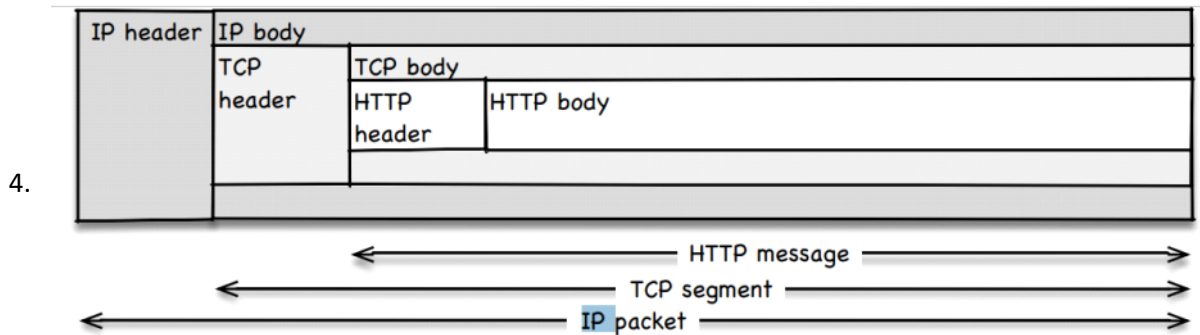 IP header IP body
TCP header
TCP body
HTTP header
HTTP body
4.
HTTP message
TCP segment
IP packet